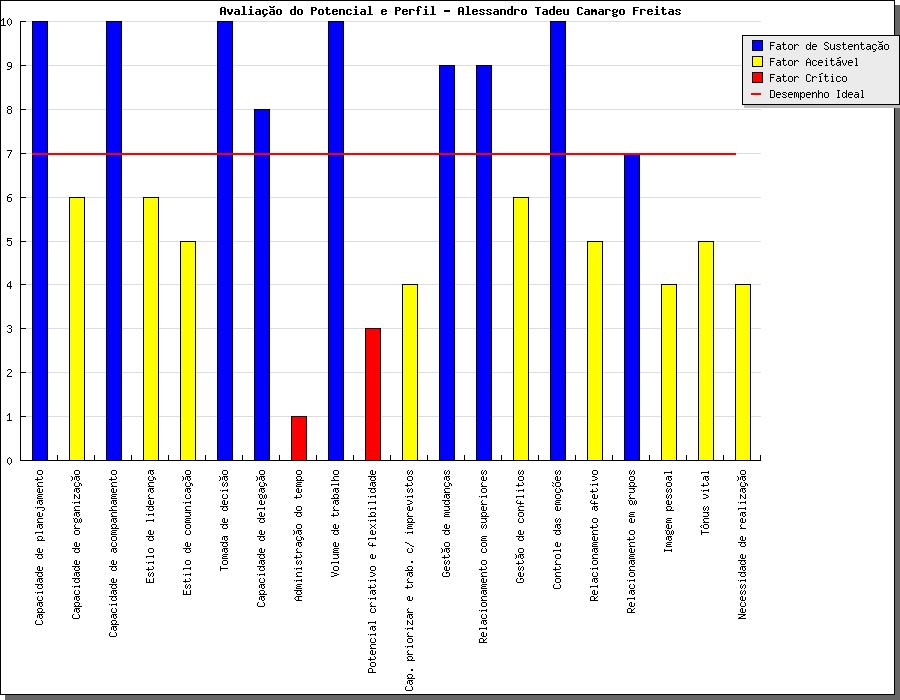 Avaliação do Potencial e Perfil - Alessandro Tadeu Camargo Freitas
Fator de Sustentação
Fator Aceitável
Fator Crítico
Desempenho Ideal
10
9
8
7
6
5
4
3
2
1
0
Capacidade de planejamento
Capacidade de organização
Capacidade de acompanhamento
Estilo de liderança
Estilo de comunicação
Tomada de decisão
Capacidade de delegação
Administração do tempo
Volume de trabalho
Potencial criativo e flexibilidade
Cap. priorizar e trab. c/ imprevistos
Gestão de mudanças
Relacionamento com superiores
Gestão de conflitos
Controle das emoções
Relacionamento afetivo
Relacionamento em grupos
Imagem pessoal
Tônus vital
Necessidade de realização